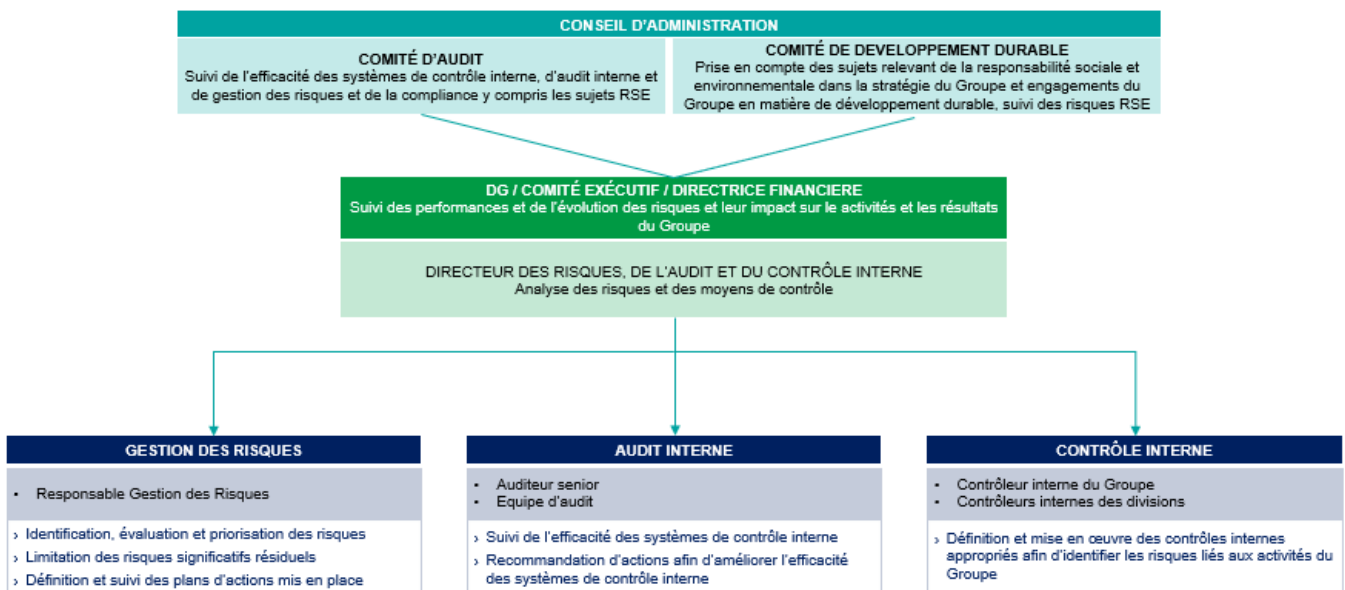 CONSEIL D'ADMINISTRATION
COMITÉ D'AUDIT
Suivi de l'efficacité des systèmes de contrôle interne, d'audit interne et
de gestion des risques et de la compliance y compris les sujets RSE
COMITÉ DE DEVELOPPEMENT DURABLE
Prise en compte des sujets relevant de la responsabilité sociale et
environnementale dans la stratégie du Groupe et engagements du
Groupe en matière de développement durable, suivi des risques RSE
DG / COMITÉ EXÉCUTIF / DIRECTRICE FINANCIERE
Suivi des performances et de l'évolution des risques et leur impact sur le activités et les résultats
du Groupe
DIRECTEUR DES RISQUES, DE L'AUDIT ET DU CONTRÔLE INTERNE
Analyse des risques et des moyens de contrôle
GESTION DES RISQUES
• Responsable Gestion des Risques
› Identification, évaluation et priorisation des risques
› Limitation des risques significatifs résiduels
› Définition et suivi des plans d'actions mis en place
AUDIT INTERNE
• Auditeur senior
• Equipe d'audit
› Suivi de l'efficacité des systèmes de contrôle interne
› Recommandation d'actions afin d'améliorer l'efficacité
des systèmes de contrôle interne
CONTRÔLE INTERNE
• Contrôleur interne du Groupe
• Contrôleurs internes des divisions
› Définition et mise en œuvre des contrôles internes
appropriés afin d'identifier les risques liés aux activités du
Groupe